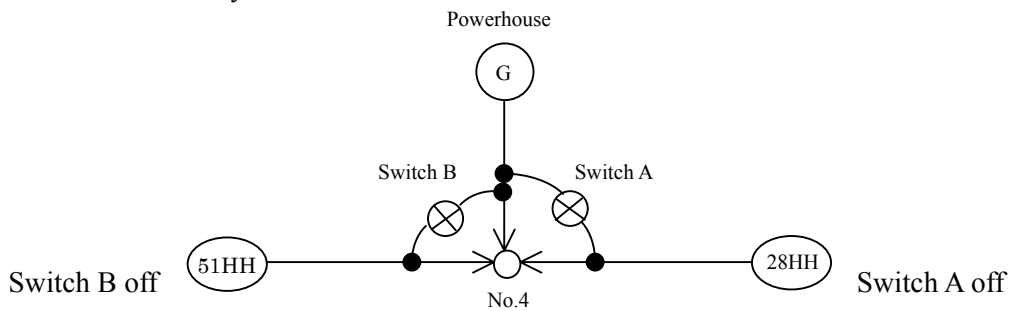 Powerhouse
G
Switch B
Switch A
51HH
28HH
Switch B off
Switch A off
No.4